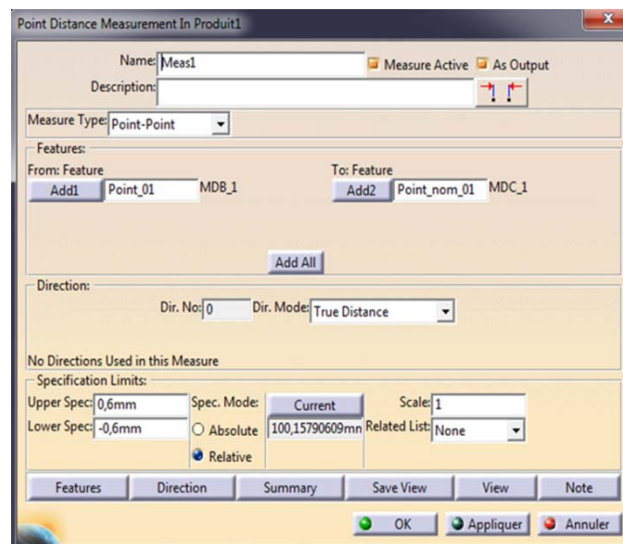 Point Distance Measurement In Produit1
Name: Meas1 Measure Active As Output
Description:
Measure Type: Point-Point
Features:
From: Feature To: Feature
Add1 Point_01 MDB_1 Add2 Point_nom_01 MDC_1
Add All
Direction:
Dir. No: 0 Dir. Mode: True Distance
No Directions Used in this Measure
Specification Limits:
Upper Spec: 0,6mm Spec. Mode: Current Scale: 1
Lower Spec: -0,6mm Absolute 100,15790609mn Related List: None
Relative
Features Direction Summary Save View View Note
OK Appliquer Annuler